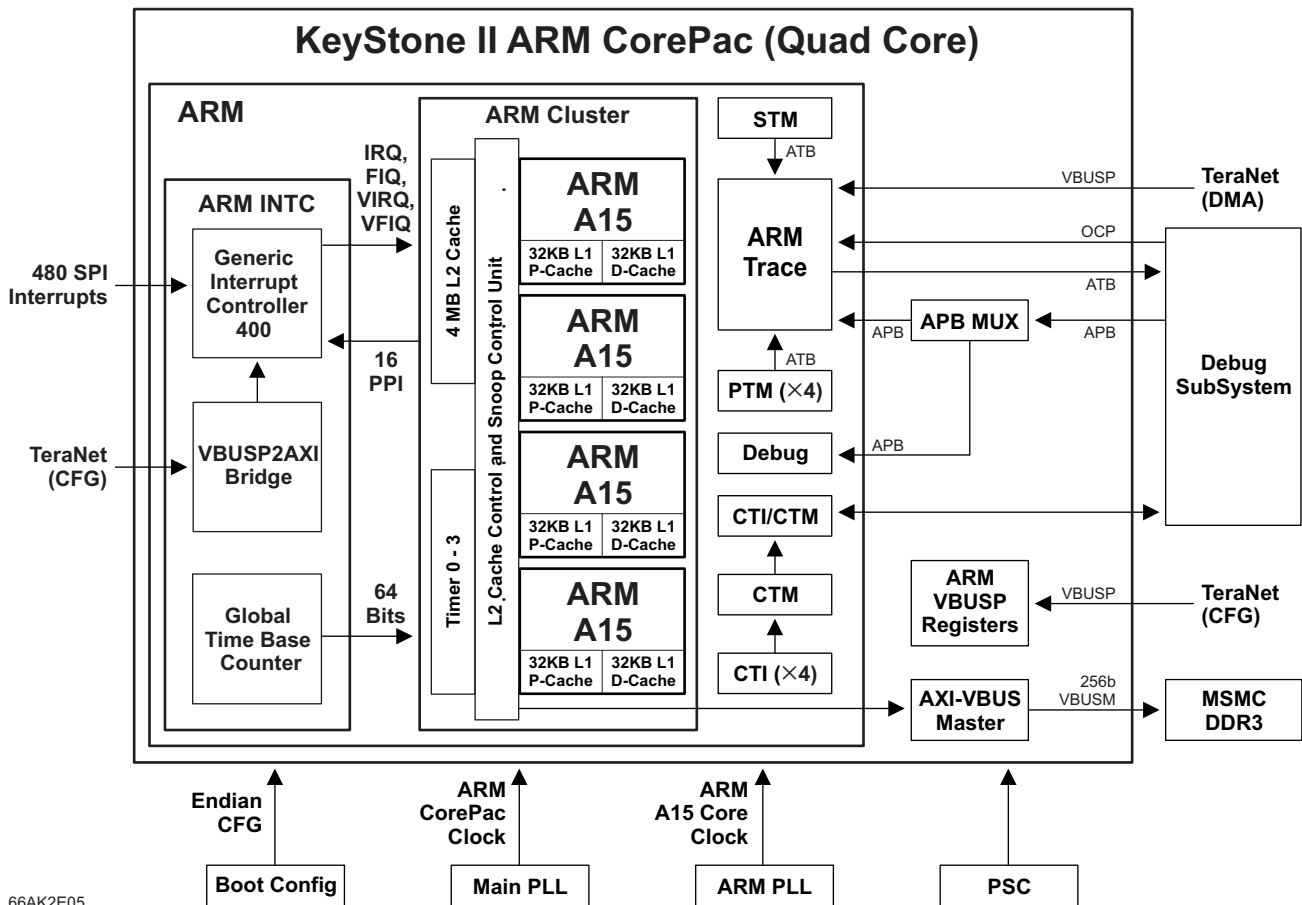 KeyStone II ARM CorePac (Quad Core)
ARM
480 SPI
Interrupts
TeraNet
(CFG)
ARM INTC
Generic
Interrupt
Controller
400
VBUSP2AXI
Bridge
Global
Time Base
Counter
IRQ,
FIQ,
VIRQ,
VFIQ
16
PPI
64
Bits
ARM Cluster
4 MB L2 Cache
Timer 0 - 3
L2 Cache Control and Snoop Control Unit
ARM
A15
32KB L1
P-Cache
32KB L1
D-Cache
ARM
A15
32KB L1
P-Cache
32KB L1
D-Cache
ARM
A15
32KB L1
P-Cache
32KB L1
D-Cache
ARM
A15
32KB L1
P-Cache
32KB L1
D-Cache
STM
ATB
ARM
Trace
ATB
PTM (×4)
Debug
CTI/CTM
CTM
CTI (×4)
VBUSP
OCP
ATB
APB
APB MUX
APB
APB
ARM
VBUSP
Registers
VBUSP
AXI-VBUS
Master
256b
VBUSM
TeraNet
(DMA)
Debug
SubSystem
TeraNet
(CFG)
MSMC
DDR3
Endian
CFG
ARM
CorePac
Clock
ARM
A15 Core
Clock
Boot Config
Main PLL
ARM PLL
PSC
66AK2E05